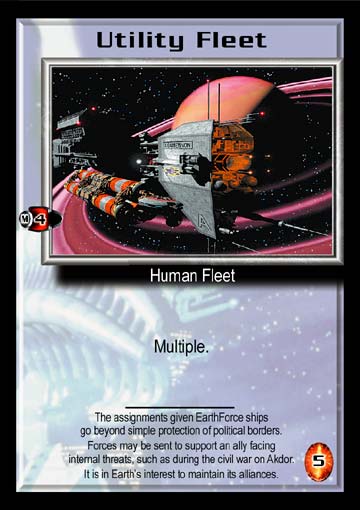 Utility Fleet
M 4
Human Fleet
Multiple.
The assignments given EarthForce ships
go beyond simple protection of political borders.
Forces may be sent to support an ally facing
internal threats, such as during the civil war on Akdor.
It is in Earth's interest to maintain its alliances.
5